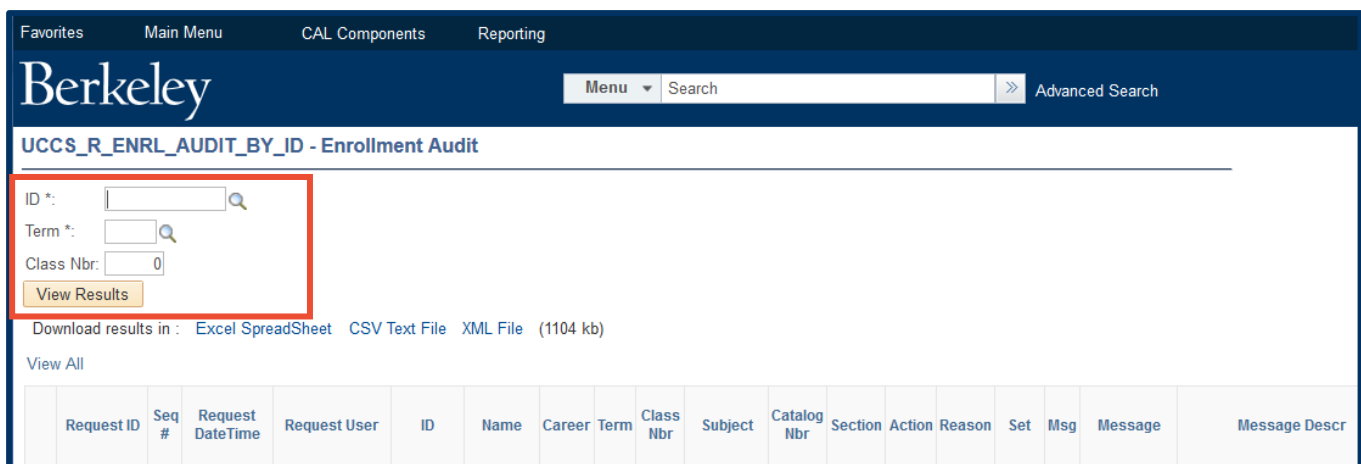 Favorites Main Menu CAL Components Reporting
Berkeley Menu Search Advanced Search
UCCS_R_ENRL_AUDIT_BY_ID - Enrollment Audit
ID *:
Term *:
Class Nbr: 0
View Results
Download results in : Excel SpreadSheet CSV Text File XML File (1104 kb)
View All
Request ID Seq # Request DateTime Request User ID Name Career Term Class Nbr Subject Catalog Nbr Section Action Reason Set Msg Message Message Descr